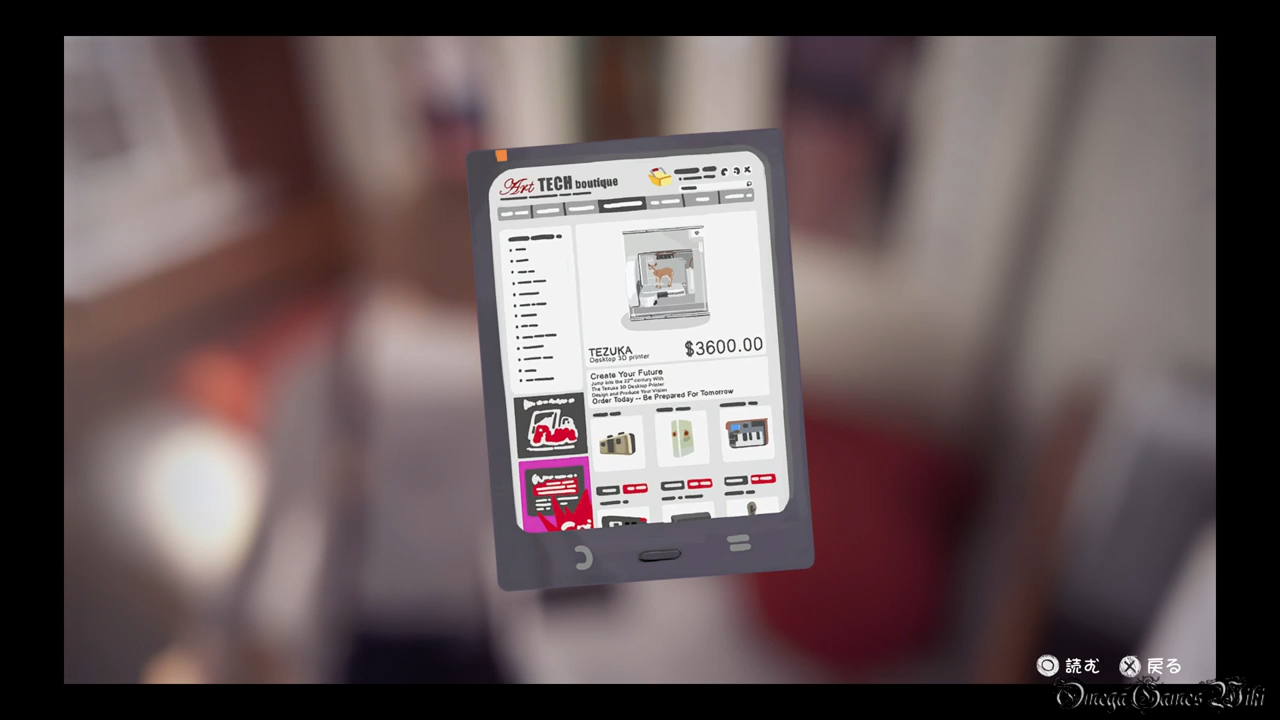 Art TECH boutique
TEZUKA
Desktop 3D printer
$3600.00
Create Your Future
Jump into the 22nd century With
The Tenuka 3D Desktop Printer
Design and Produce Your Vision
Order Today -- Be Prepared For Tomorrow
読む
戻る
Omega Games Wiki